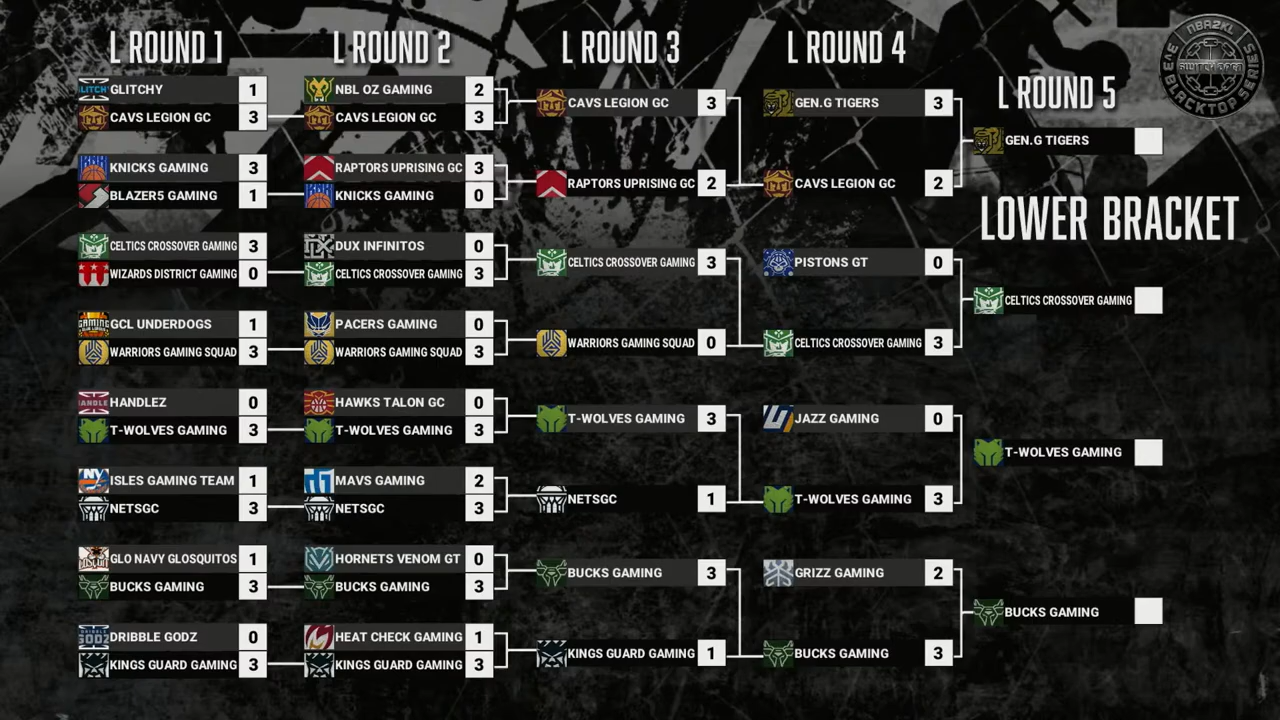 L ROUND 1
L ROUND 2
L ROUND 3
L ROUND 4
L ROUND 5
LOWER BRACKET
NBA2KL
SWITCH OPEN
3V3 BLACKTOP SERIES
GLITCHY 1
CAVS LEGION GC 3
KNICKS GAMING 3
BLAZER5 GAMING 1
CELTICS CROSSOVER GAMING 3
WIZARDS DISTRICT GAMING 0
GCL UNDERDOGS 1
WARRIORS GAMING SQUAD 3
HANDLEZ 0
T-WOLVES GAMING 3
ISLES GAMING TEAM 1
NETSGC 3
GLO NAVY GLOSQUITOS 1
BUCKS GAMING 3
DRIBBLE GODZ 0
KINGS GUARD GAMING 3
NBL OZ GAMING 2
CAVS LEGION GC 3
RAPTORS UPRISING GC 3
KNICKS GAMING 0
DUX INFINITOS 0
CELTICS CROSSOVER GAMING 3
PACERS GAMING 0
WARRIORS GAMING SQUAD 3
HAWKS TALON GC 0
T-WOLVES GAMING 3
MAVS GAMING 2
NETSGC 3
HORNETS VENOM GT 0
BUCKS GAMING 3
HEAT CHECK GAMING 1
KINGS GUARD GAMING 3
CAVS LEGION GC 3
RAPTORS UPRISING GC 2
CELTICS CROSSOVER GAMING 3
WARRIORS GAMING SQUAD 0
T-WOLVES GAMING 3
NETSGC 1
BUCKS GAMING 3
KINGS GUARD GAMING 1
GEN.G TIGERS 3
CAVS LEGION GC 2
PISTONS GT 0
CELTICS CROSSOVER GAMING 3
JAZZ GAMING 0
T-WOLVES GAMING 3
GRIZZ GAMING 2
BUCKS GAMING 3
GEN.G TIGERS
CELTICS CROSSOVER GAMING
T-WOLVES GAMING
BUCKS GAMING